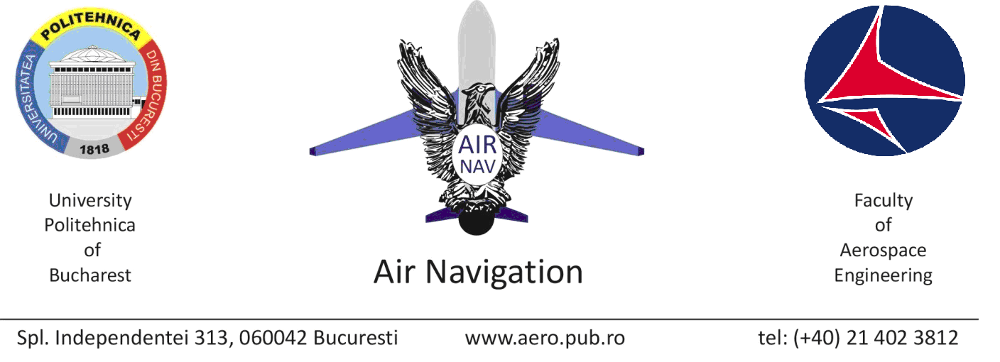 POLITEHNICA
UNIVERSITATEA
DIN BUCURESTI
1818
AIR
NAV
University
Politehnica
of
Bucharest
Air Navigation
Faculty
of
Aerospace
Engineering
Spl. Independentei 313, 060042 Bucuresti www.aero.pub.ro tel: (+40) 21 402 3812